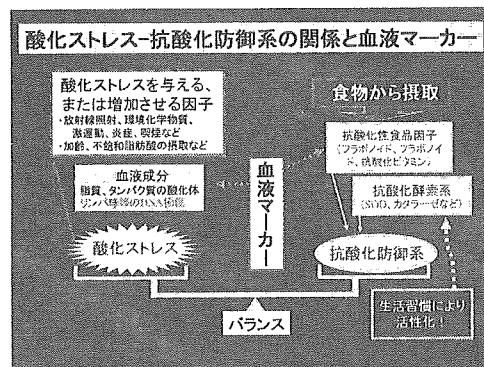 酸化ストレス-抗酸化防御系の関係と血液マーカー
酸化ストレスを与える、
または増加させる因子
・放射線照射、環境化学物質、
激運動、炎症、喫煙など
・加齢、不飽和脂肪酸の摂取など
食物から摂取
抗酸化性食品因子
(フラボノイド、フラボノイ
ド、抗酸化ビタミン)
血液成分
脂質、タンパク質の酸化体
リンパ球等のDNA損傷
血液マーカー
抗酸化酵素系
(SOD、カタラーゼなど)
酸化ストレス
抗酸化防御系
バランス
生活習慣により
活性化!